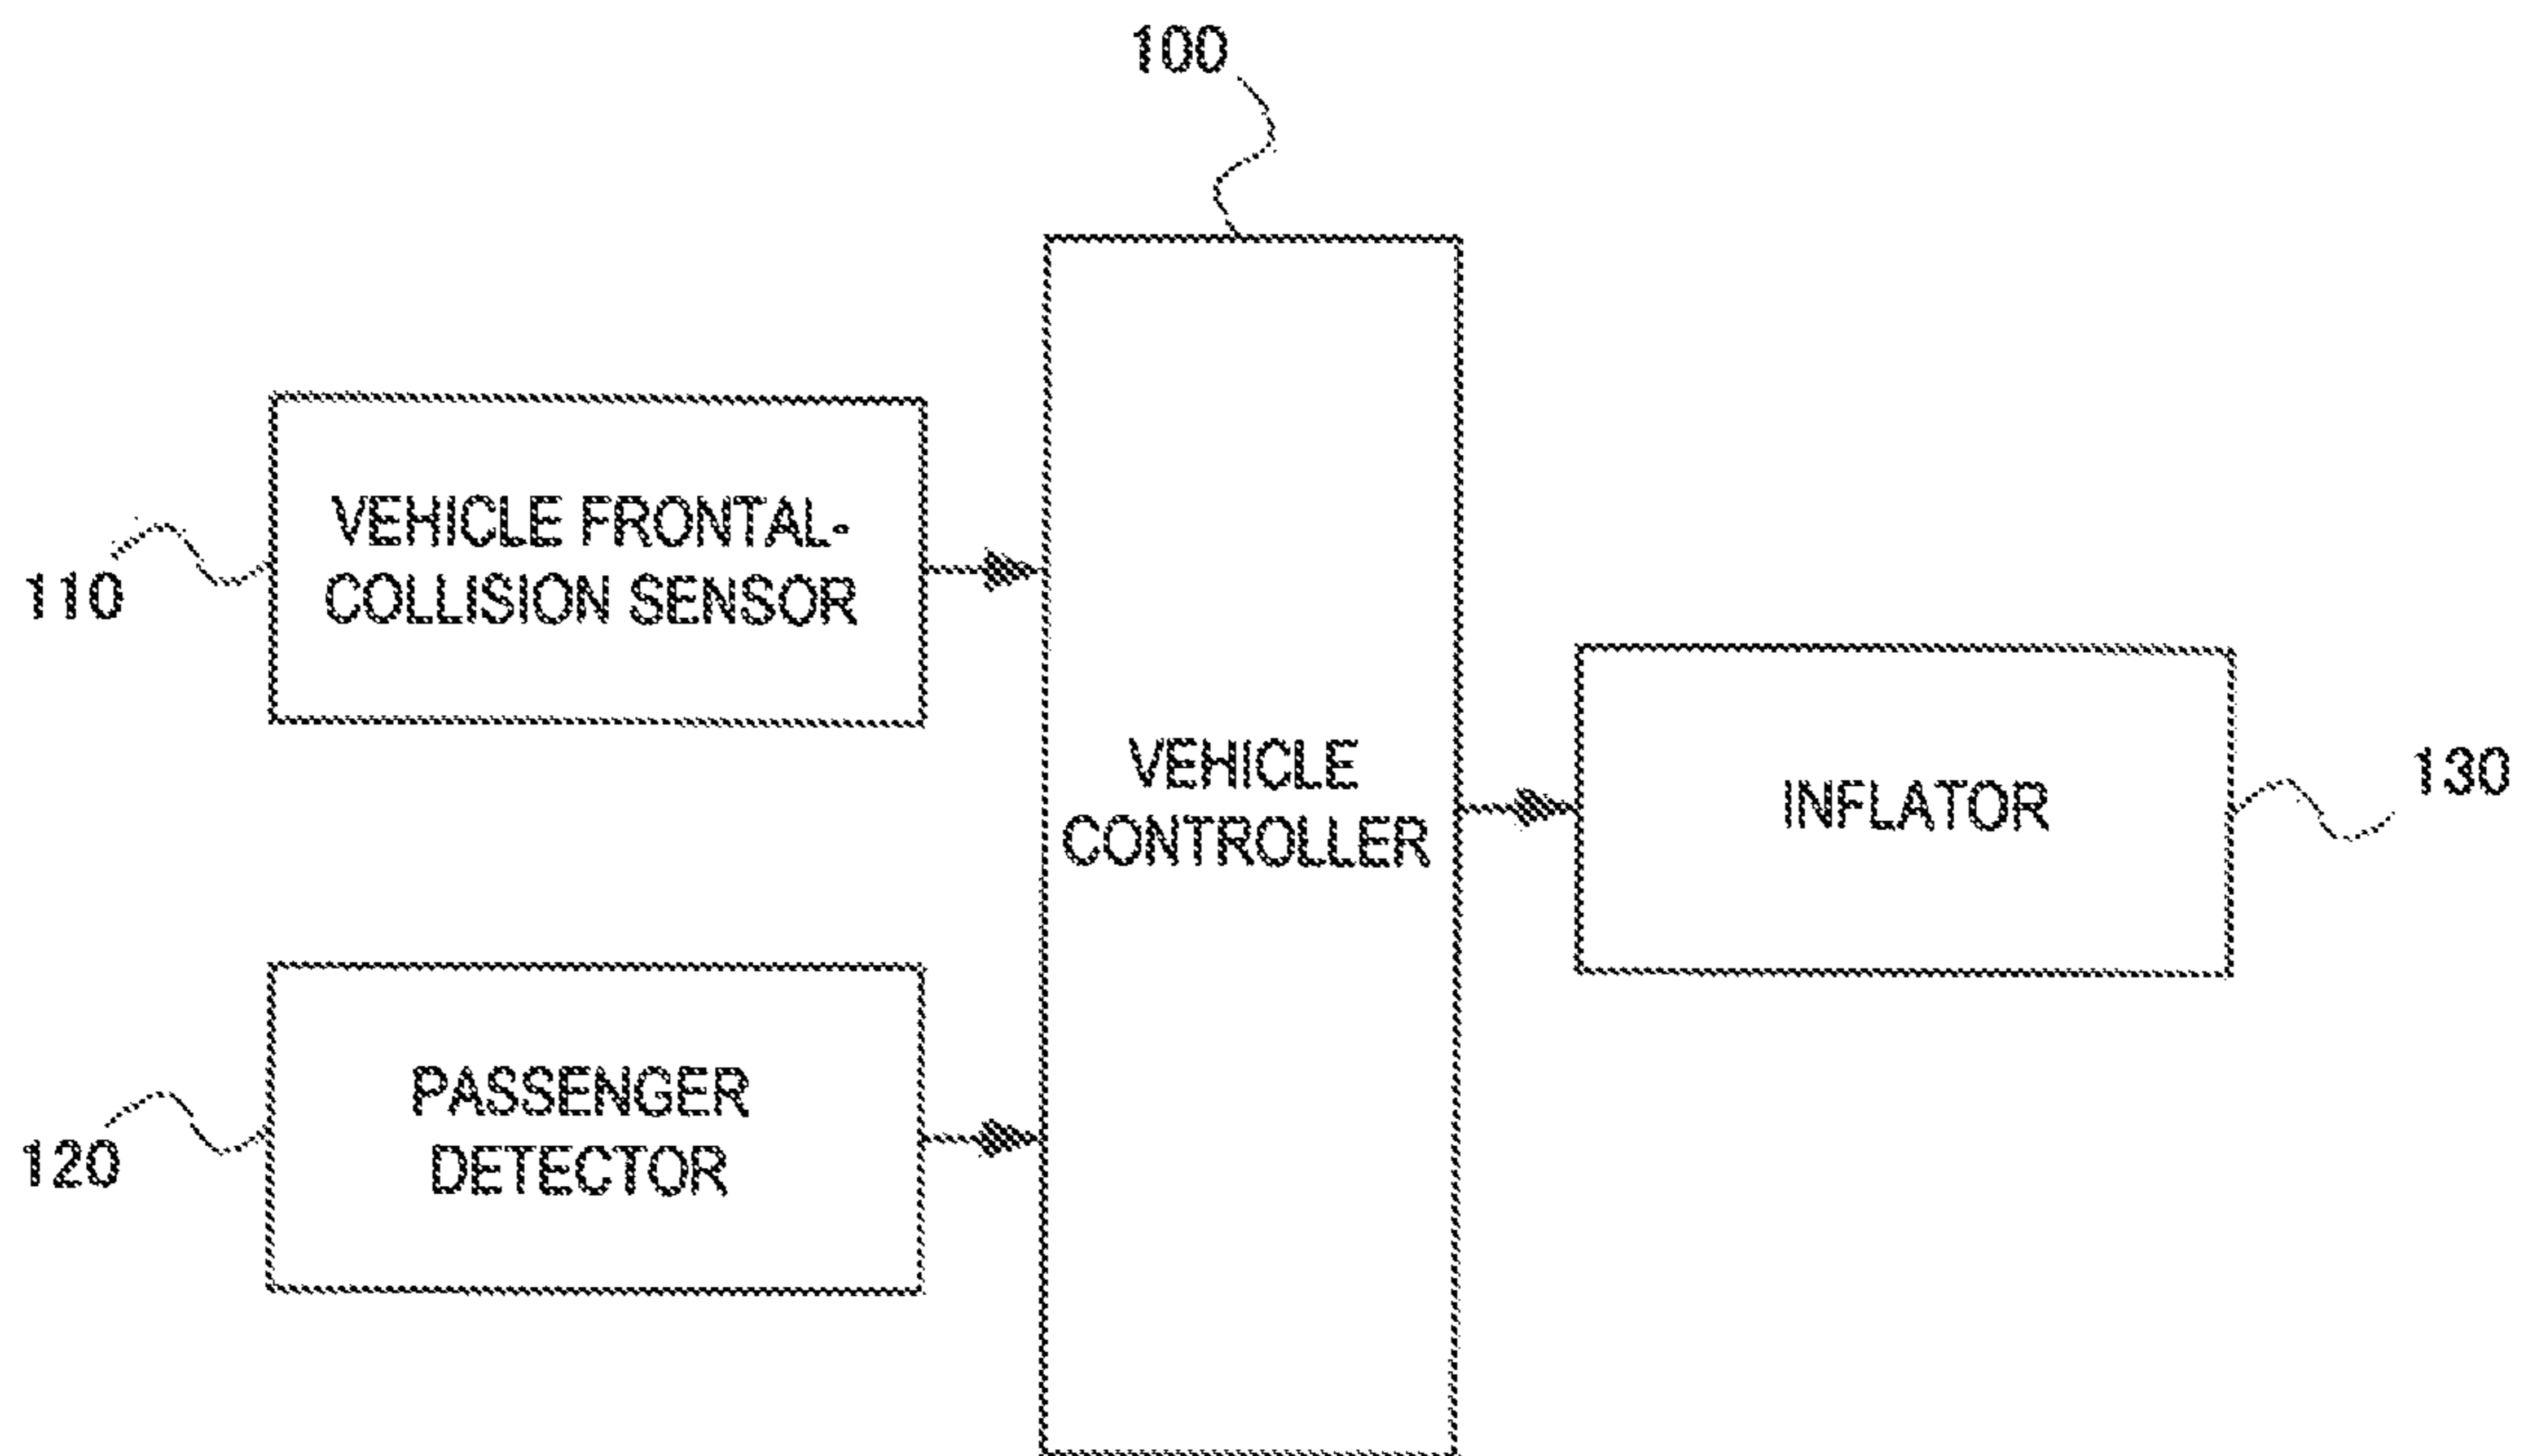 100
VEHICLE FRONTAL-
COLLISION SENSOR
110
VEHICLE
CONTROLLER
INFLATOR
130
PASSENGER
DETECTOR
120